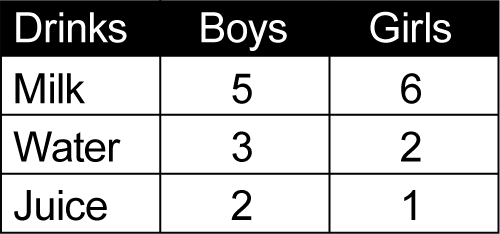 Drinks Boys Girls
Milk 5 6
Water 3 2
Juice 2 1